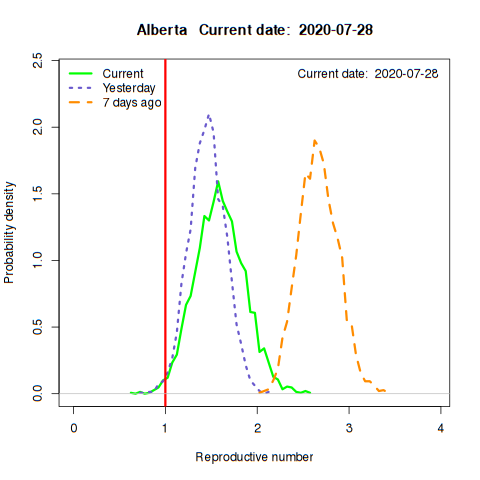 Alberta Current date: 2020-07-28
Current date: 2020-07-28
Current
Yesterday
7 days ago
Probability density
2.5
2.0
1.5
1.0
0.5
0.0
0 1 2 3 4
Reproductive number